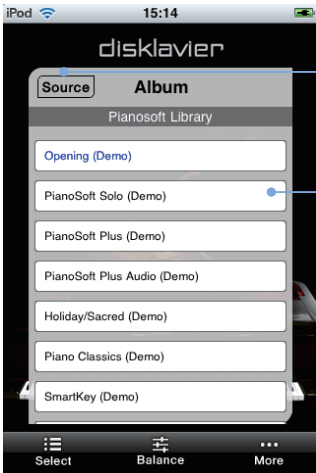 iPod 15:14
disklavier
Source Album
Pianosoft Library
Opening (Demo)
PianoSoft Solo (Demo)
PianoSoft Plus (Demo)
PianoSoft Plus Audio (Demo)
Holiday/Sacred (Demo)
Piano Classics (Demo)
SmartKey (Demo)
Select Balance More